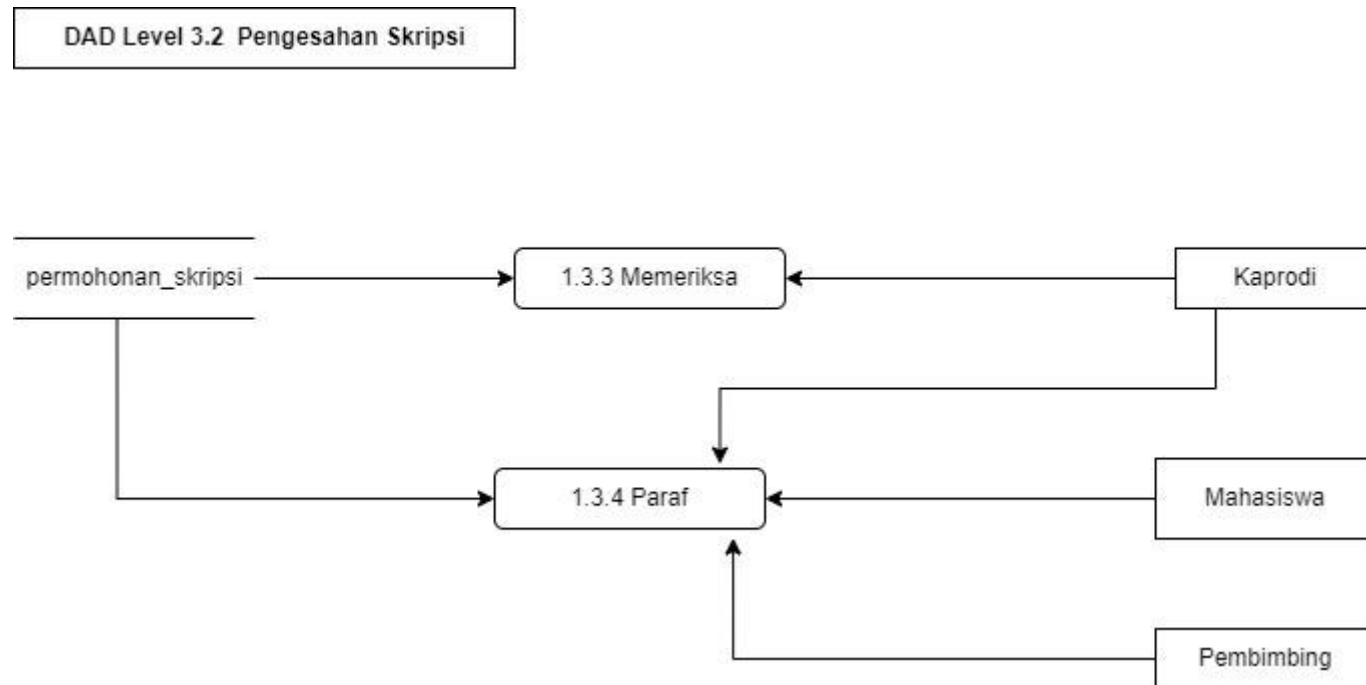 DAD Level 3.2 Pengesahan Skripsi
permohonan_skripsi
1.3.3 Memeriksa
Kaprodi
1.3.4 Paraf
Mahasiswa
Pembimbing